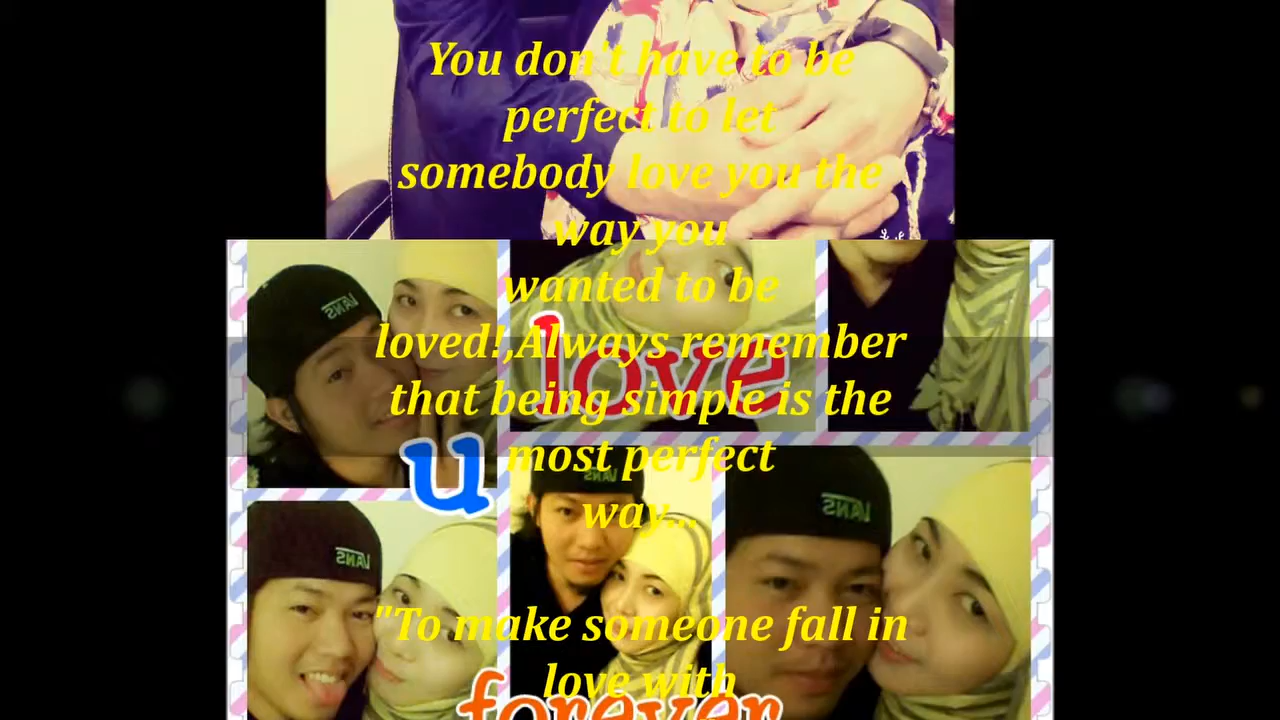 You don't have to be
perfect to let
somebody love you the
way you
wanted to be
loved!,Always remember
that being simple is the
most perfect
way...
"To make someone fall in
love with
love
u
forever
VANS
VANS
VANS
VANS